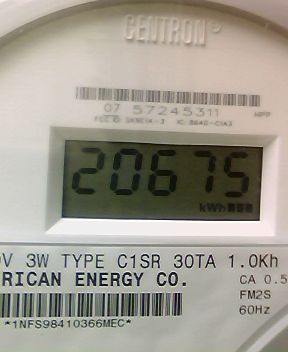 CENTRON®
07 57245311
HPP
20675
kWh
V 3W TYPE C1SR 30TA 1.0Kh
RICAN ENERGY CO.
CA 0.5
FM2S
60Hz
*1NFS98410366MEC*